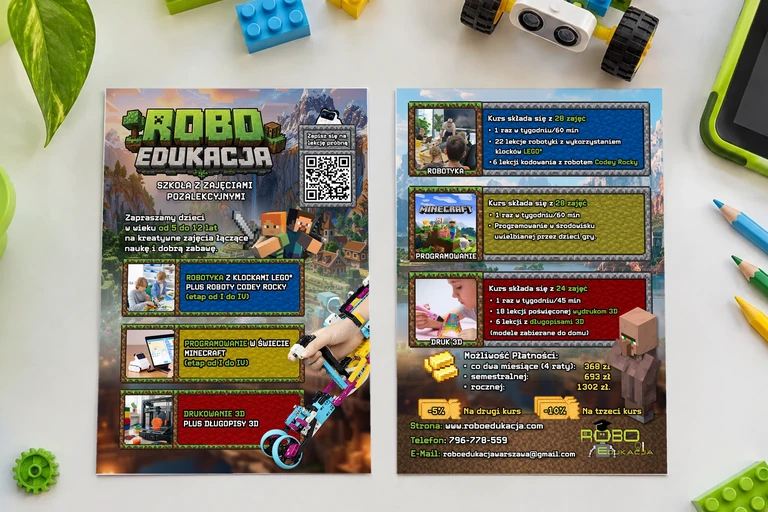 ROBO
EDUKACJA
SZKOŁA Z ZAJĘCIAMI
POZALEKCYJNYMI
Zapisz się na
lekcję próbną
Zapraszamy dzieci
w wieku od 5 do 12 lat
na kreatywne zajęcia łączące
naukę i dobrą zabawę.
ROBOTYKA Z KLOCKAMI LEGO®
PLUS ROBOTY CODEY ROCKY
(etap od I do IV)
PROGRAMOWANIE W ŚWIECIE
MINECRAFT
(etap od I do IV)
DRUKOWANIE 3D
PLUS DŁUGOPISY 3D
ROBOTYKA
Kurs składa się z 28 zajęć
• 1 raz w tygodniu/60 min
• 22 lekcje robotyki z wykorzystaniem
klocków LEGO®
• 6 lekcji kodowania z robotem Codey Rocky
MINECRAFT
PROGRAMOWANIE
Kurs składa się z 28 zajęć
• 1 raz w tygodniu/60 min
• Programowanie w środowisku
uwielbianej przez dzieci gry.
DRUK 3D
Kurs składa się z 24 zajęć
• 1 raz w tygodniu/45 min
• 18 lekcji poświęconej wydrukom 3D
• 6 lekcji z długopisami 3D
(modele zabierane do domu)
Możliwość Płatności:
• co dwa miesiące (4 raty): 368 zł
• semestralnej: 693 zł
• rocznej: 1302 zł.
-5% Na drugi kurs
-10% Na trzeci kurs
Strona: www.roboedukacja.com
Telefon: 796-778-559
E-Mail: roboedukacjawarszawa@gmail.com
ROBO
EDUKACJA